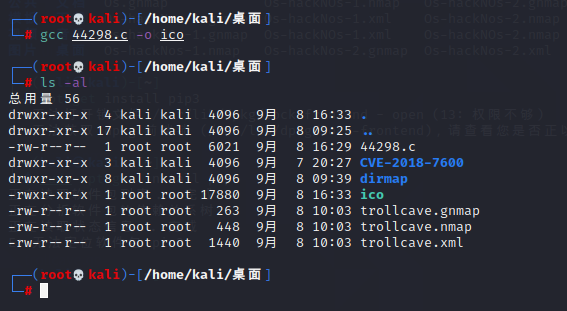 ┌──(root💀kali)-[/home/kali/桌面]
└─# gcc 44298.c -o ico
┌──(root💀kali)-[/home/kali/桌面]
└─# ls -al
总用量 56
drwxr-xr-x  4 kali kali  4096  9月  8 16:33 .
drwxr-xr-x 17 kali kali  4096  9月  8 09:25 ..
-rw-r--r--  1 root root  6021  9月  8 16:29 44298.c
drwxr-xr-x  3 kali kali  4096  9月  7 20:27 CVE-2018-7600
drwxr-xr-x  8 kali kali  4096  9月  8 09:39 dirmap
-rwxr-xr-x  1 root root 17880  9月  8 16:33 ico
-rw-r--r--  1 root root   263  9月  8 10:03 trollcave.gnmap
-rw-r--r--  1 root root   448  9月  8 10:03 trollcave.nmap
-rw-r--r--  1 root root  1440  9月  8 10:03 trollcave.xml
┌──(root💀kali)-[/home/kali/桌面]
└─#